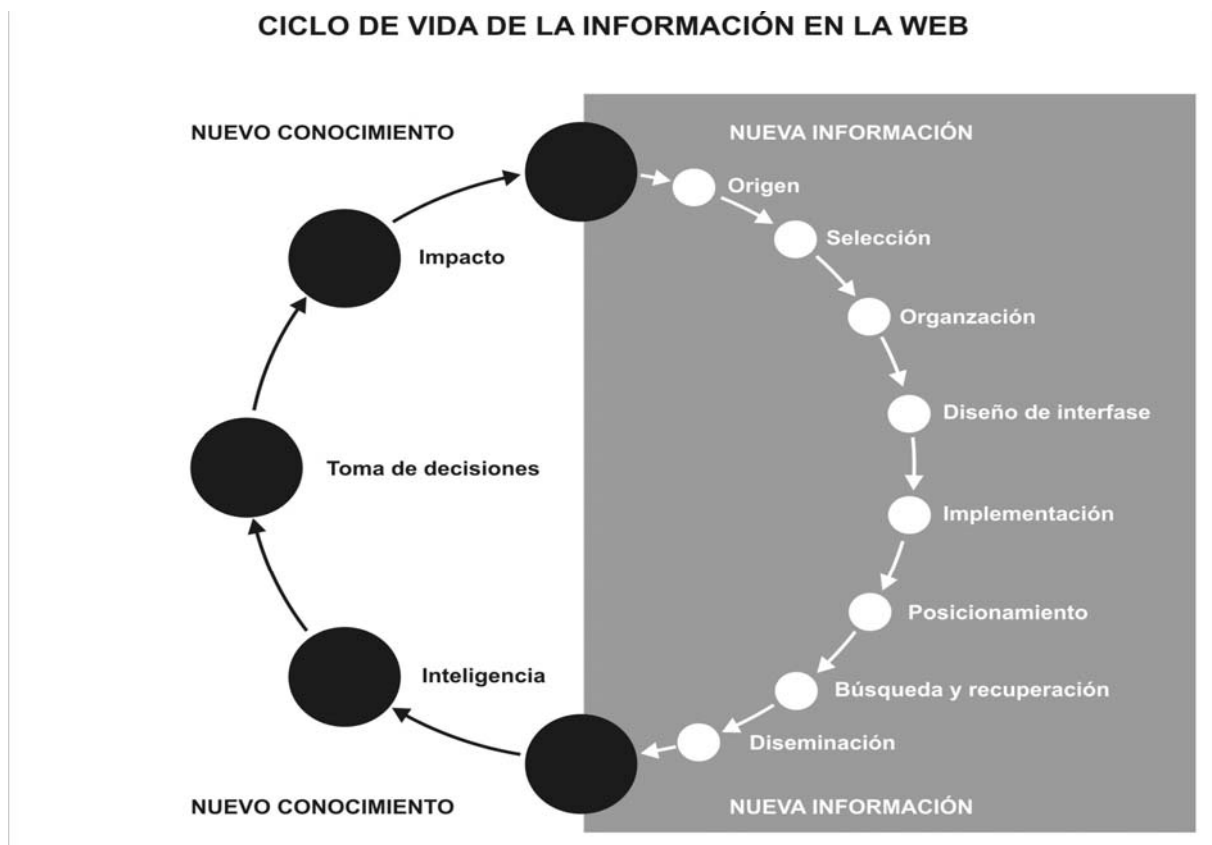 CICLO DE VIDA DE LA INFORMACIÓN EN LA WEB
NUEVO CONOCIMIENTO
NUEVA INFORMACIÓN
Origen
Selección
Impacto
Organzación
Diseño de interfase
Toma de decisiones
Implementación
Posicionamiento
Inteligencia
Búsqueda y recuperación
Diseminación
NUEVO CONOCIMIENTO
NUEVA INFORMACIÓN